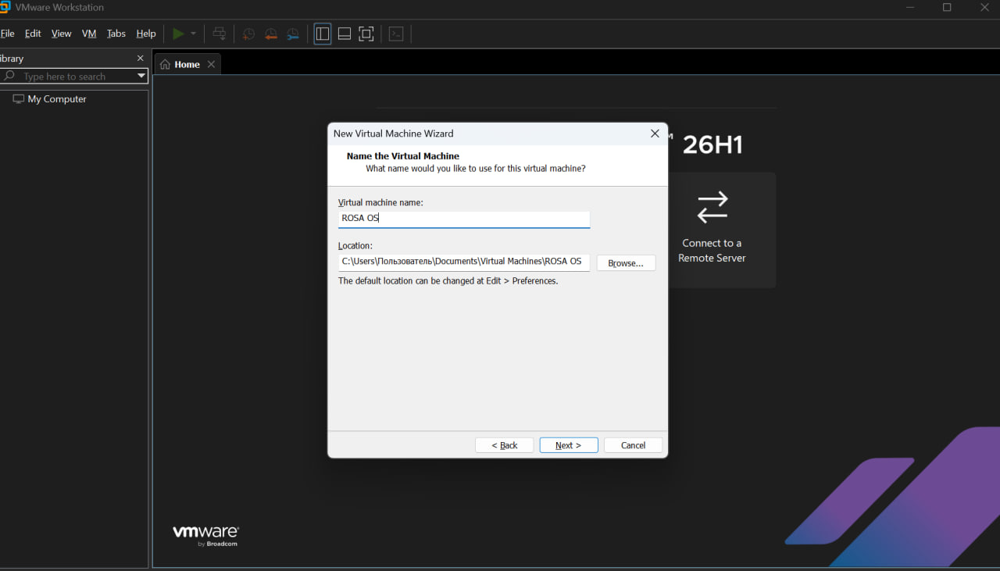 VMware Workstation
File Edit View VM Tabs Help
ibrary
Type here to search
My Computer
Home
26H1
New Virtual Machine Wizard
Name the Virtual Machine
What name would you like to use for this virtual machine?
Virtual machine name:
ROSA OS
Location:
C:\Users\Пользователь\Documents\Virtual Machines\ROSA OS
Browse...
The default location can be changed at Edit > Preferences.
Connect to a
Remote Server
< Back
Next >
Cancel
vmware®
by Broadcom